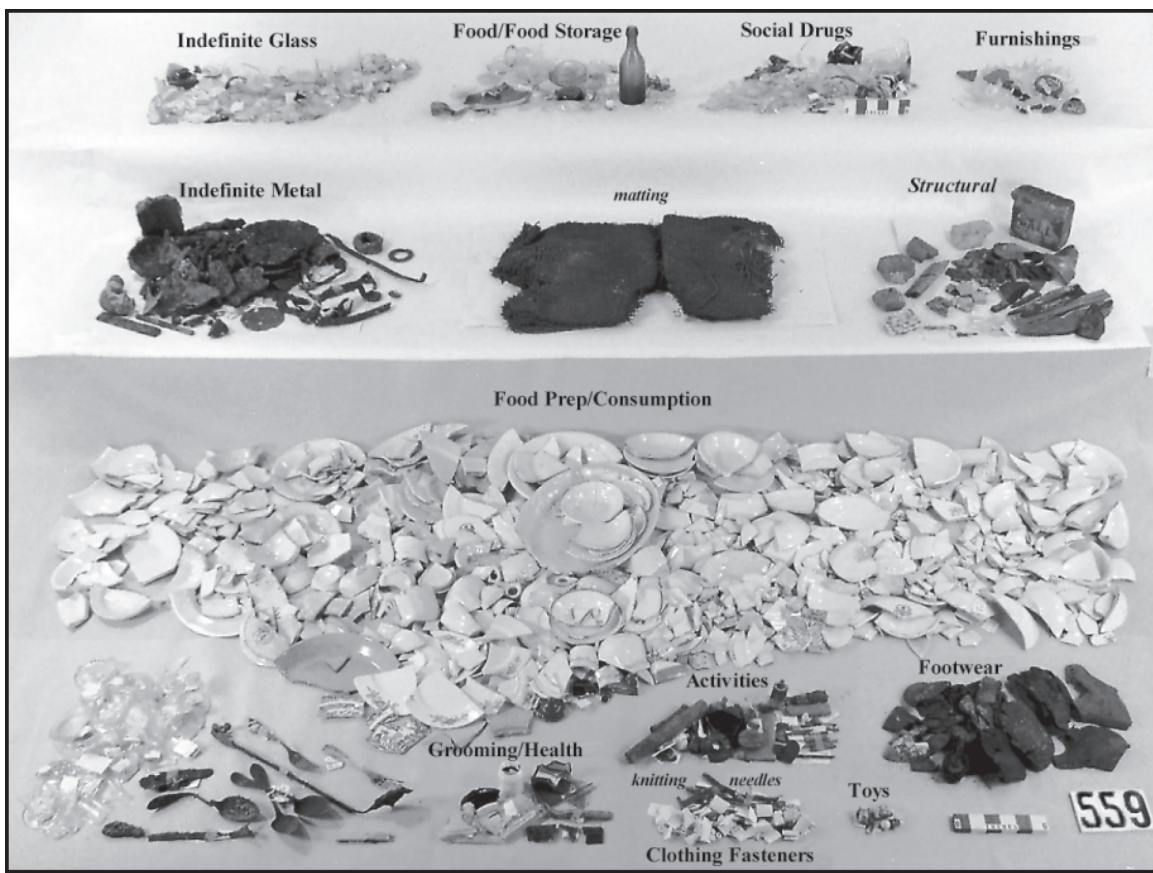 Indefinite Glass
Food/Food Storage
Social Drugs
Furnishings
Indefinite Metal
matting
Structural
Food Prep/Consumption
Activities
Footwear
Grooming/Health
knitting needles
Toys
559
Clothing Fasteners